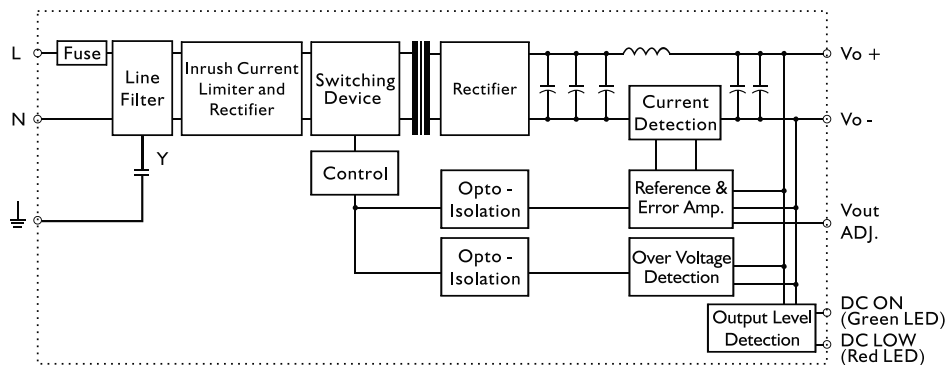 L
Fuse
Line
Filter
Inrush Current
Limiter and
Rectifier
Switching
Device
Rectifier
Current
Detection
Vo +
N
Vo -
Y
Control
Opto -
Isolation
Reference &
Error Amp.
Vout
ADJ.
Opto -
Isolation
Over Voltage
Detection
Output Level
Detection
DC ON
(Green LED)
DC LOW
(Red LED)